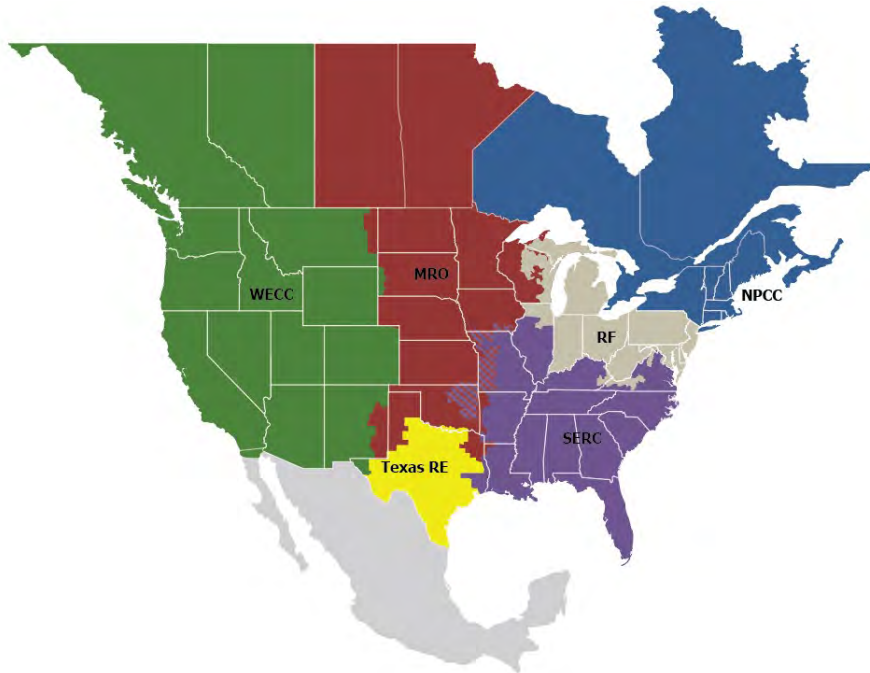 MRO
WECC
NPCC
RF
SERC
Texas RE